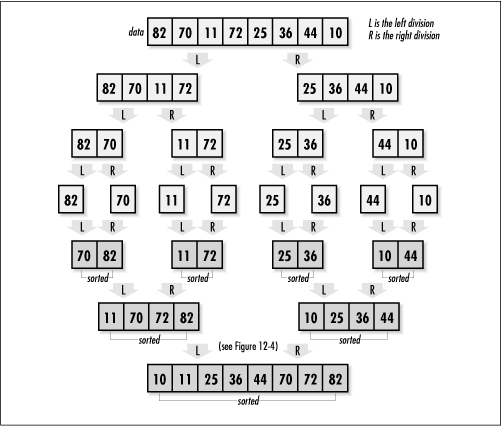 data 82 70 11 72 25 36 44 10
L is the left division
R is the right division
L R
82 70 11 72 25 36 44 10
L R L R
82 70 11 72 25 36 44 10
L R L R L R L R
82 70 11 72 25 36 44 10
L R L R L R L R
70 82 11 72 25 36 10 44
sorted sorted sorted sorted
L R L R
11 70 72 82 10 25 36 44
sorted sorted
L (see Figure 12-4) R
10 11 25 36 44 70 72 82
sorted